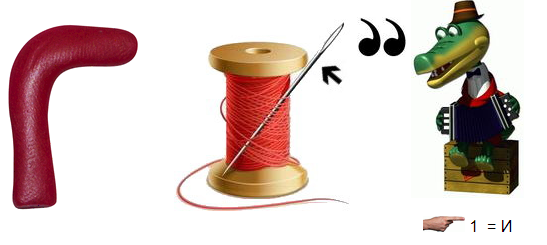 Г ,,
1 = И